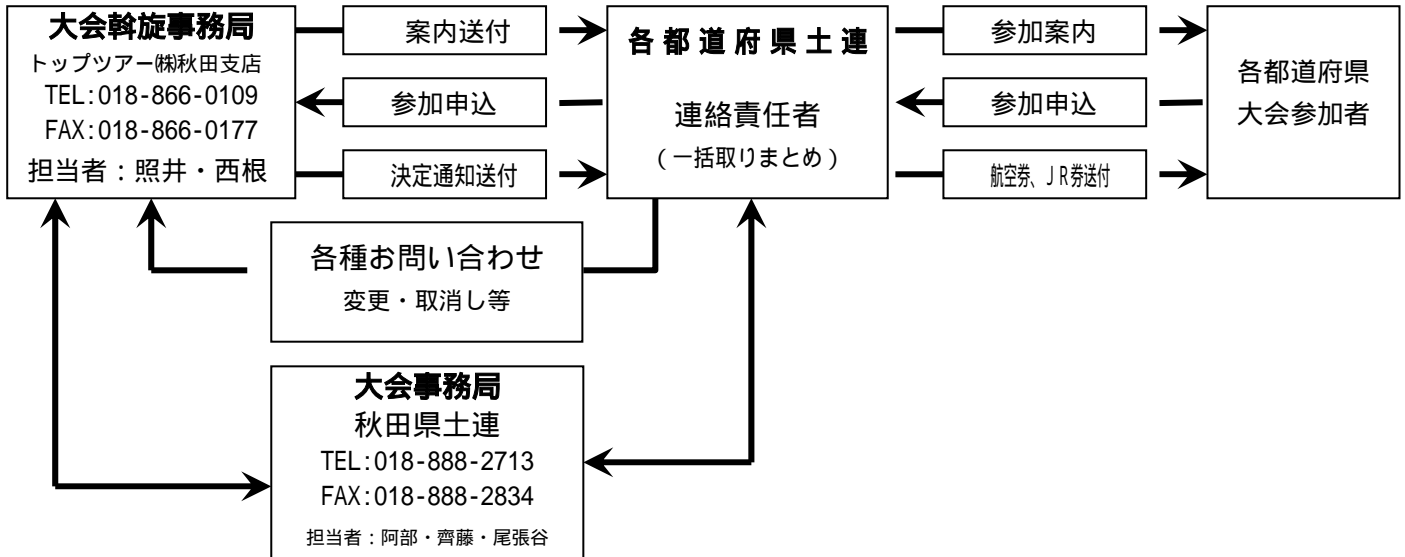 大会斡旋事務局
トップツアー㈱秋田支店
TEL:018-866-0109
FAX:018-866-0177
担当者：照井・西根
案内送付
参加申込
決定通知送付
各都道府県土連
連絡責任者
（一括取りまとめ）
参加案内
参加申込
航空券、ＪＲ券送付
各都道府県
大会参加者
各種お問い合わせ
変更・取消し等
大会事務局
秋田県土連
TEL:018-888-2713
FAX:018-888-2834
担当者：阿部・齊藤・尾張谷